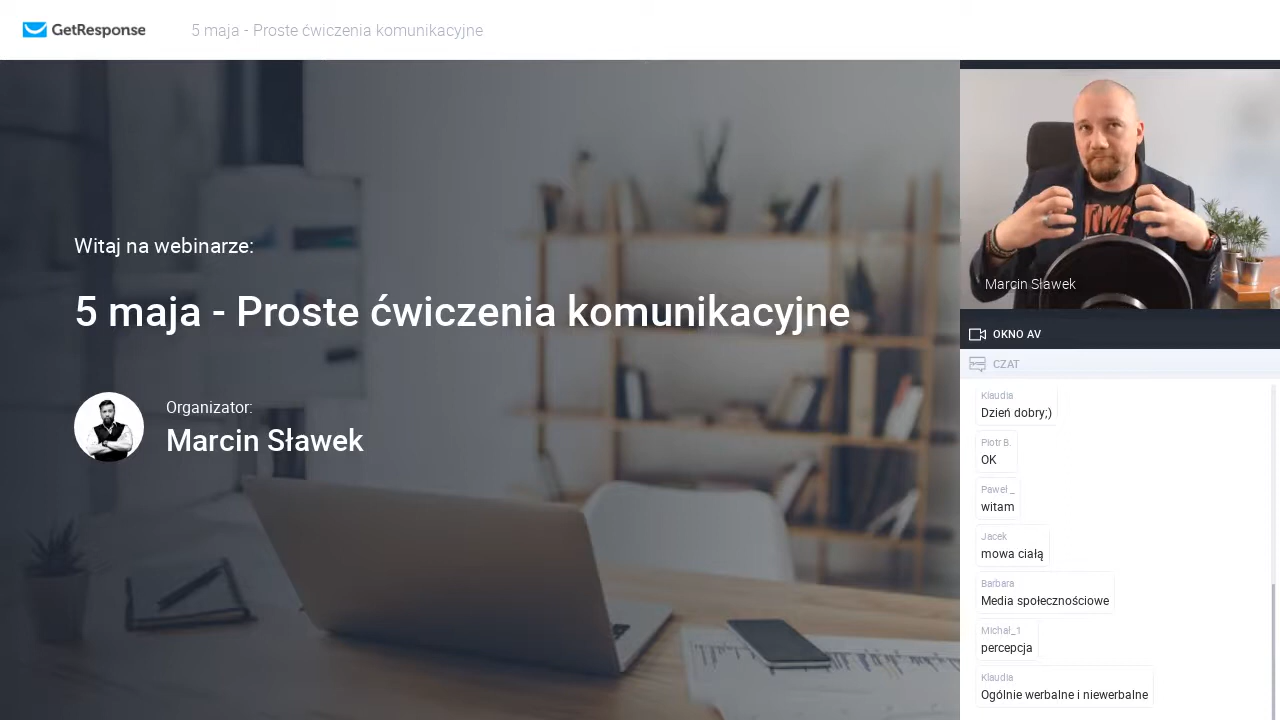 GetResponse
5 maja - Proste ćwiczenia komunikacyjne
Witaj na webinarze:
5 maja - Proste ćwiczenia komunikacyjne
Organizator:
Marcin Sławek
Marcin Sławek
OKNO AV
CZAT
Klaudia
Dzień dobry;)
Piotr B.
OK
Paweł _
witam
Jacek
mowa ciałą
Barbara
Media społecznościowe
Michał_1
percepcja
Klaudia
Ogólnie werbalne i niewerbalne